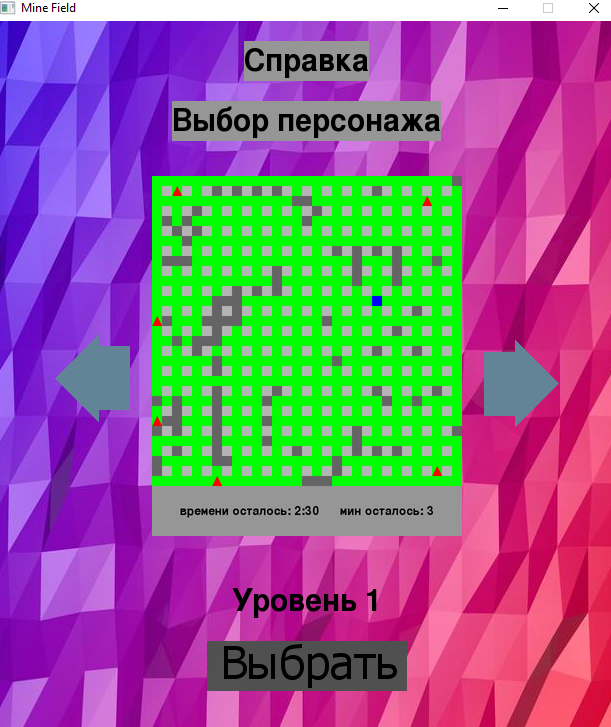 Mine Field
Справка
Выбор персонажа
времени осталось: 2:30 мин осталось: 3
Уровень 1
Выбрать